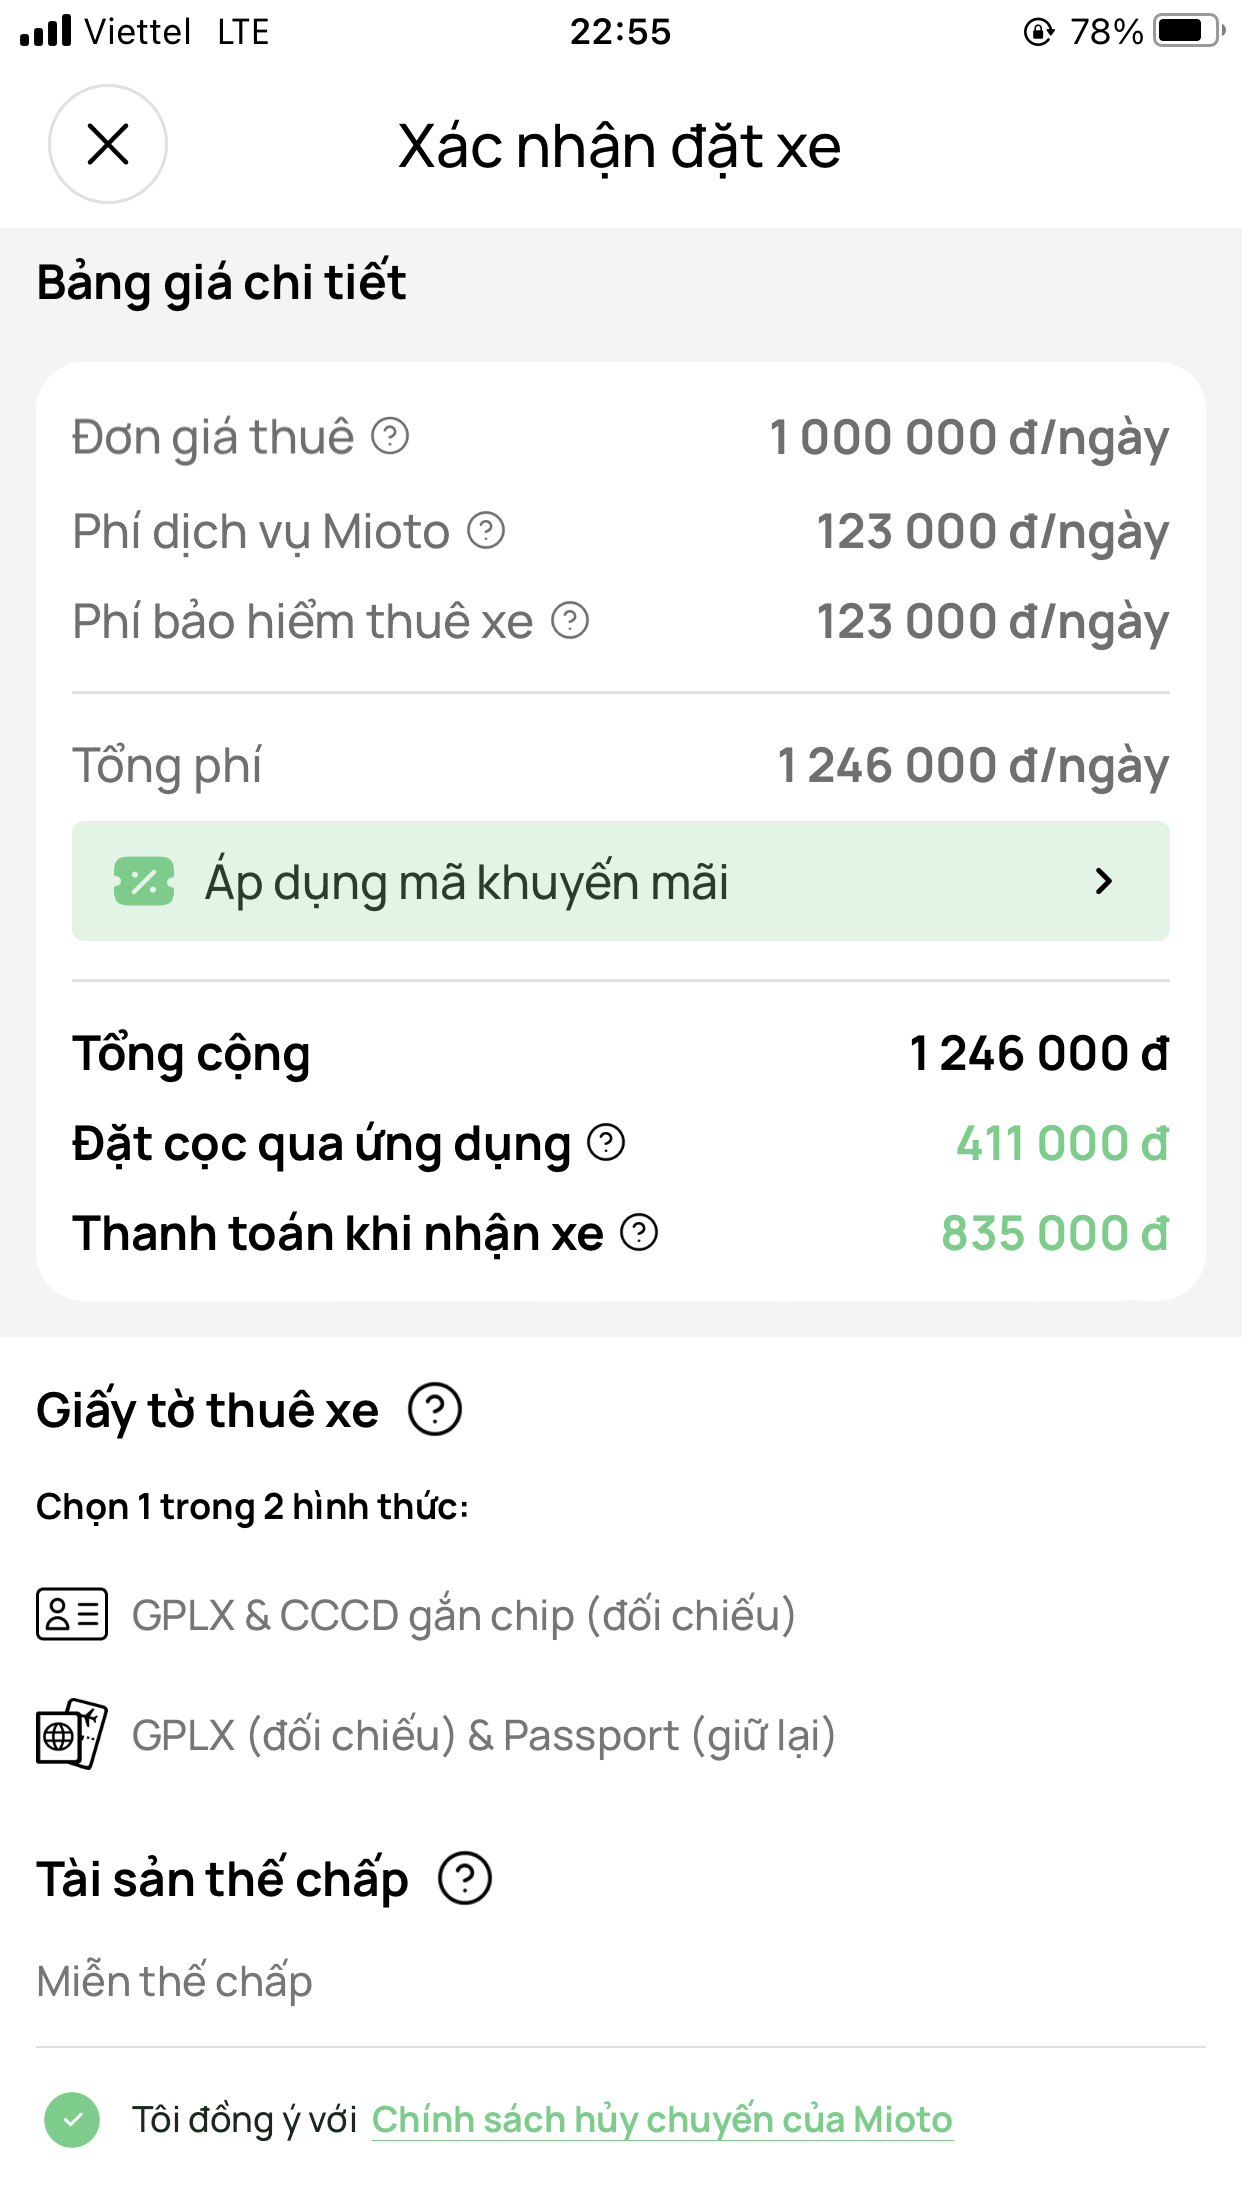 Viettel LTE 22:55 78%
Xác nhận đặt xe
Bảng giá chi tiết
Đơn giá thuê ? 1 000 000 đ/ngày
Phí dịch vụ Mioto ? 123 000 đ/ngày
Phí bảo hiểm thuê xe ? 123 000 đ/ngày
Tổng phí 1 246 000 đ/ngày
Áp dụng mã khuyến mãi
Tổng cộng 1 246 000 đ
Đặt cọc qua ứng dụng ? 411 000 đ
Thanh toán khi nhận xe ? 835 000 đ
Giấy tờ thuê xe ?
Chọn 1 trong 2 hình thức:
GPLX & CCCD gắn chip (đối chiếu)
GPLX (đối chiếu) & Passport (giữ lại)
Tài sản thế chấp ?
Miễn thế chấp
Tôi đồng ý với Chính sách hủy chuyến của Mioto